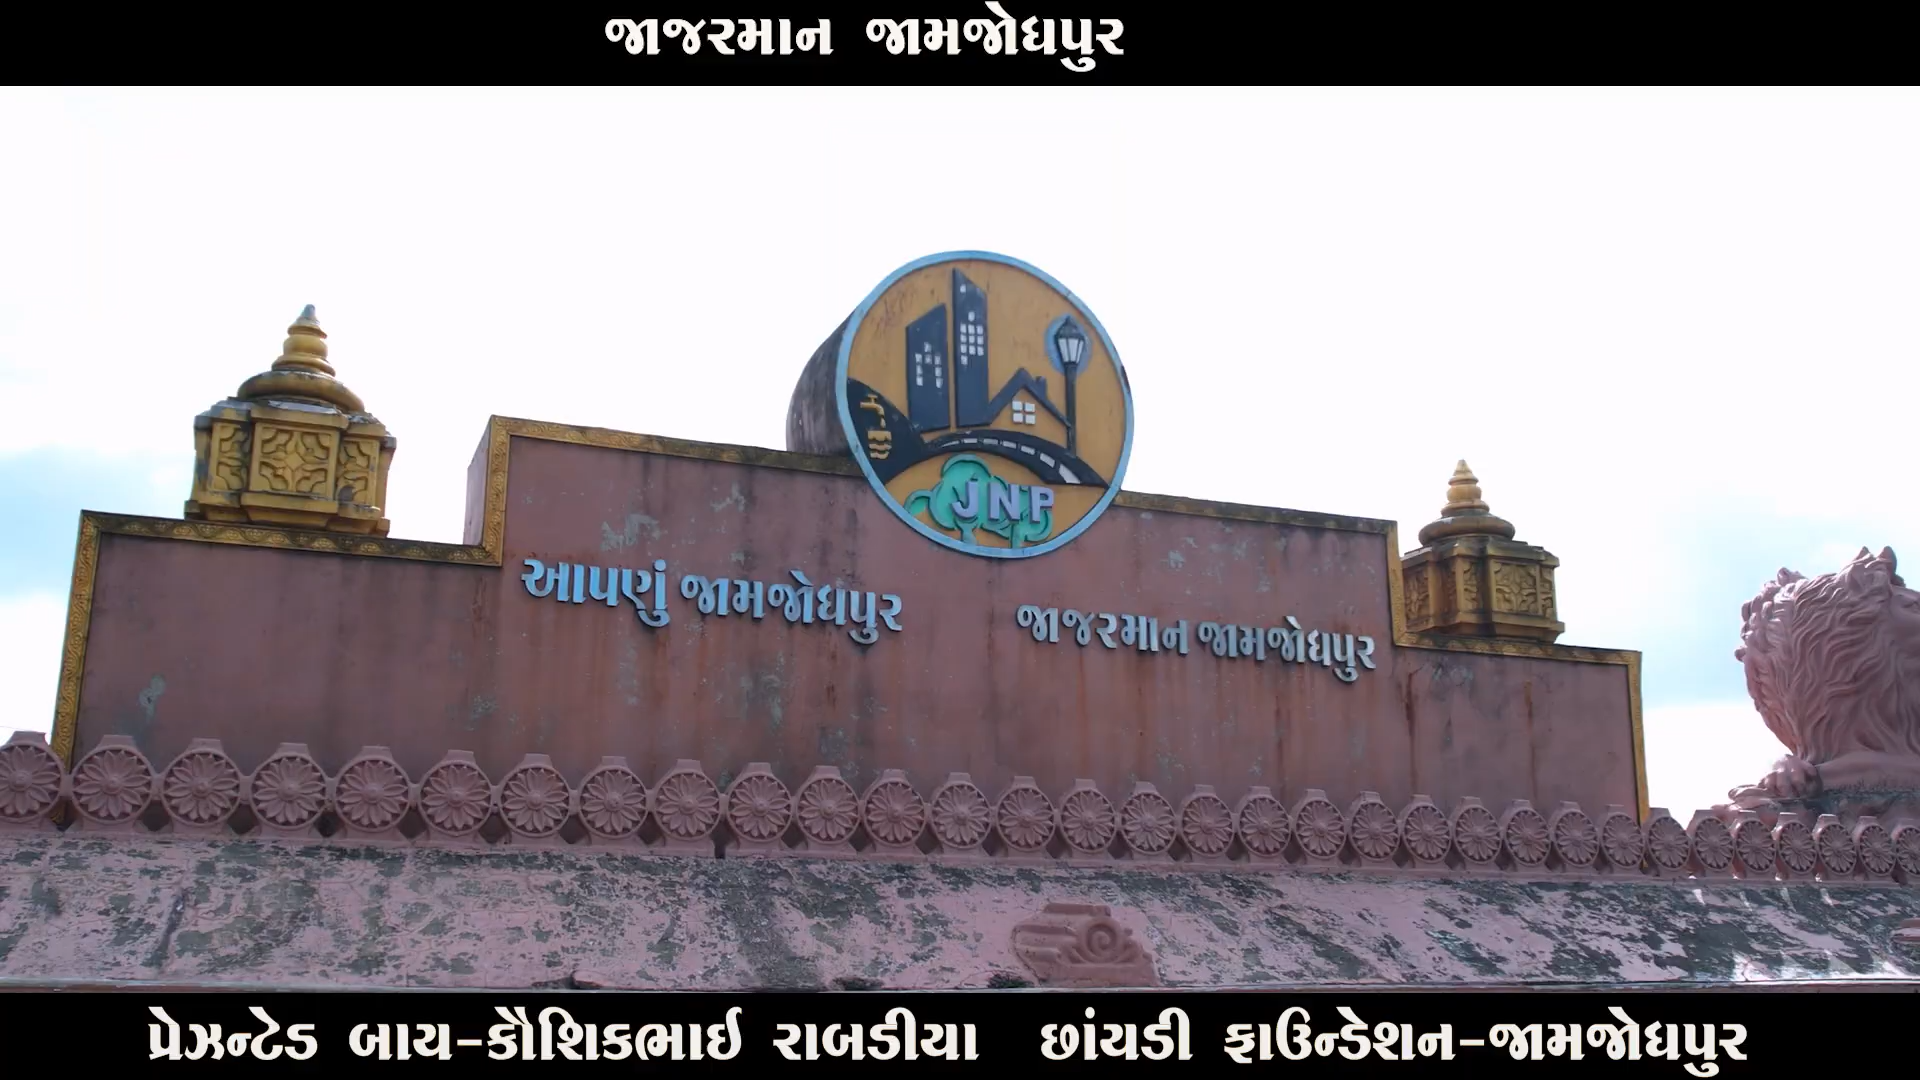 જાજરમાન જામજોધપુર
JNP
આપણું જામજોધપુર
જાજરમાન જામજોધપુર
પ્રેઝન્ટેડ બાય-કૌશિકભાઈ રાબડીયા છાંયડી ફાઉન્ડેશન-જામજોધપુર